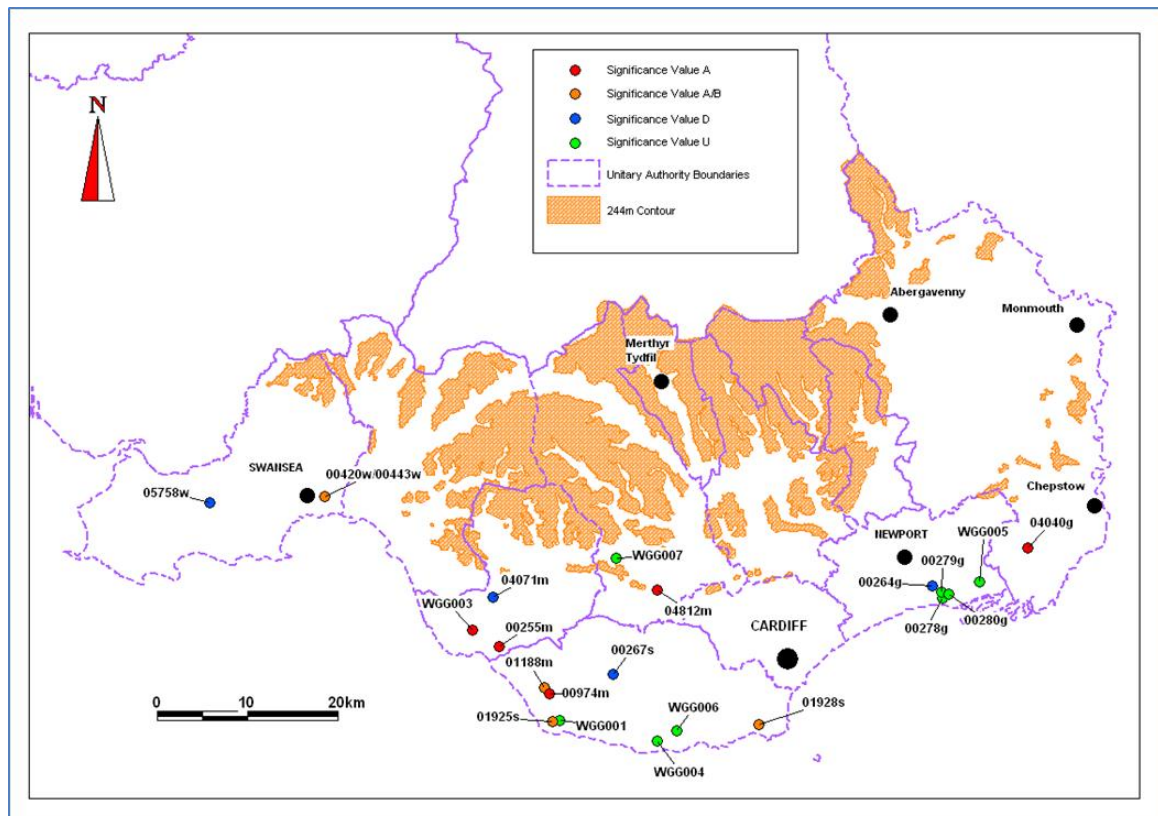 N
Significance Value A
Significance Value A/B
Significance Value D
Significance Value U
Unitary Authority Boundaries
244m Contour
Abergavenny
Monmouth
Merthyr
Tydfil
SWANSEA
00420w/00443w
05758w
Chepstow
04040g
NEWPORT
WGG005
00279g
00264g
00280g
00278g
WGG007
04071m
04812m
WGG003
00255m
CARDIFF
01188m
00267s
00974m
01925s
WGG001
WGG006
01928s
WGG004
0 10 20km